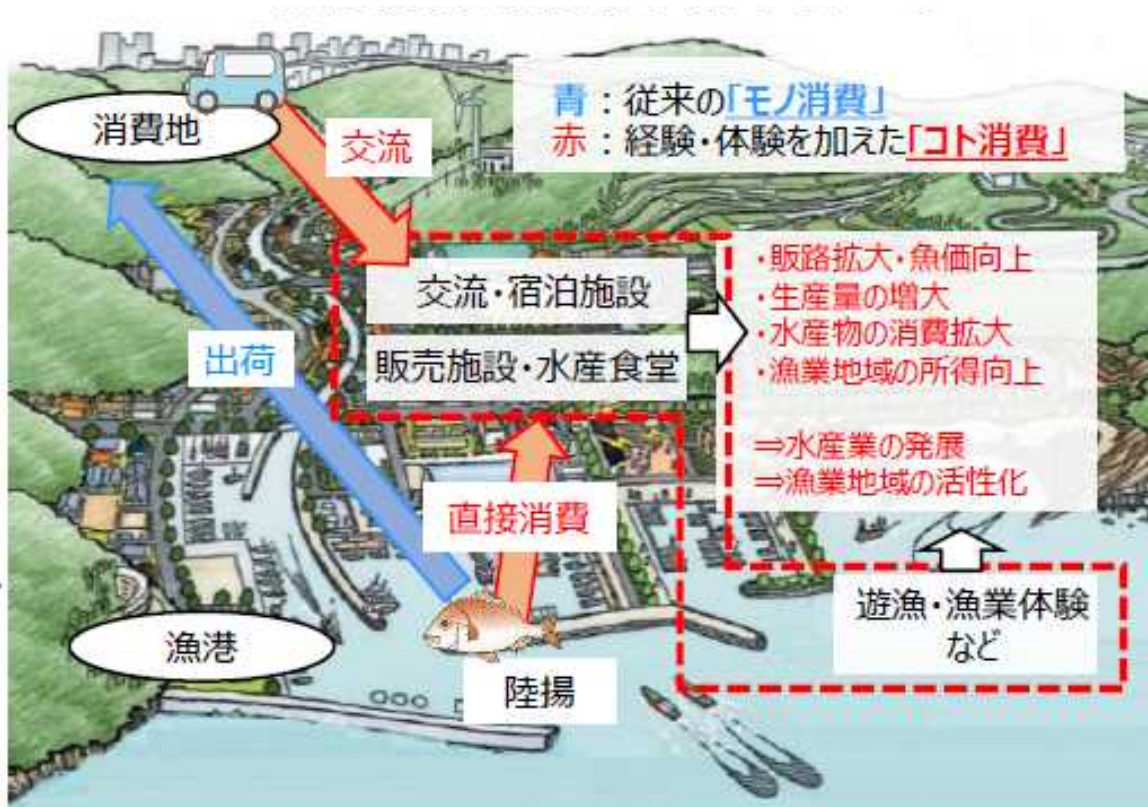 青：従来の「モノ消費」
赤：経験・体験を加えた「コト消費」
消費地
交流
交流・宿泊施設
販売施設・水産食堂
・販路拡大・魚価向上
・生産量の増大
・水産物の消費拡大
・漁業地域の所得向上
⇒水産業の発展
⇒漁業地域の活性化
出荷
直接消費
遊漁・漁業体験
など
漁港
陸揚